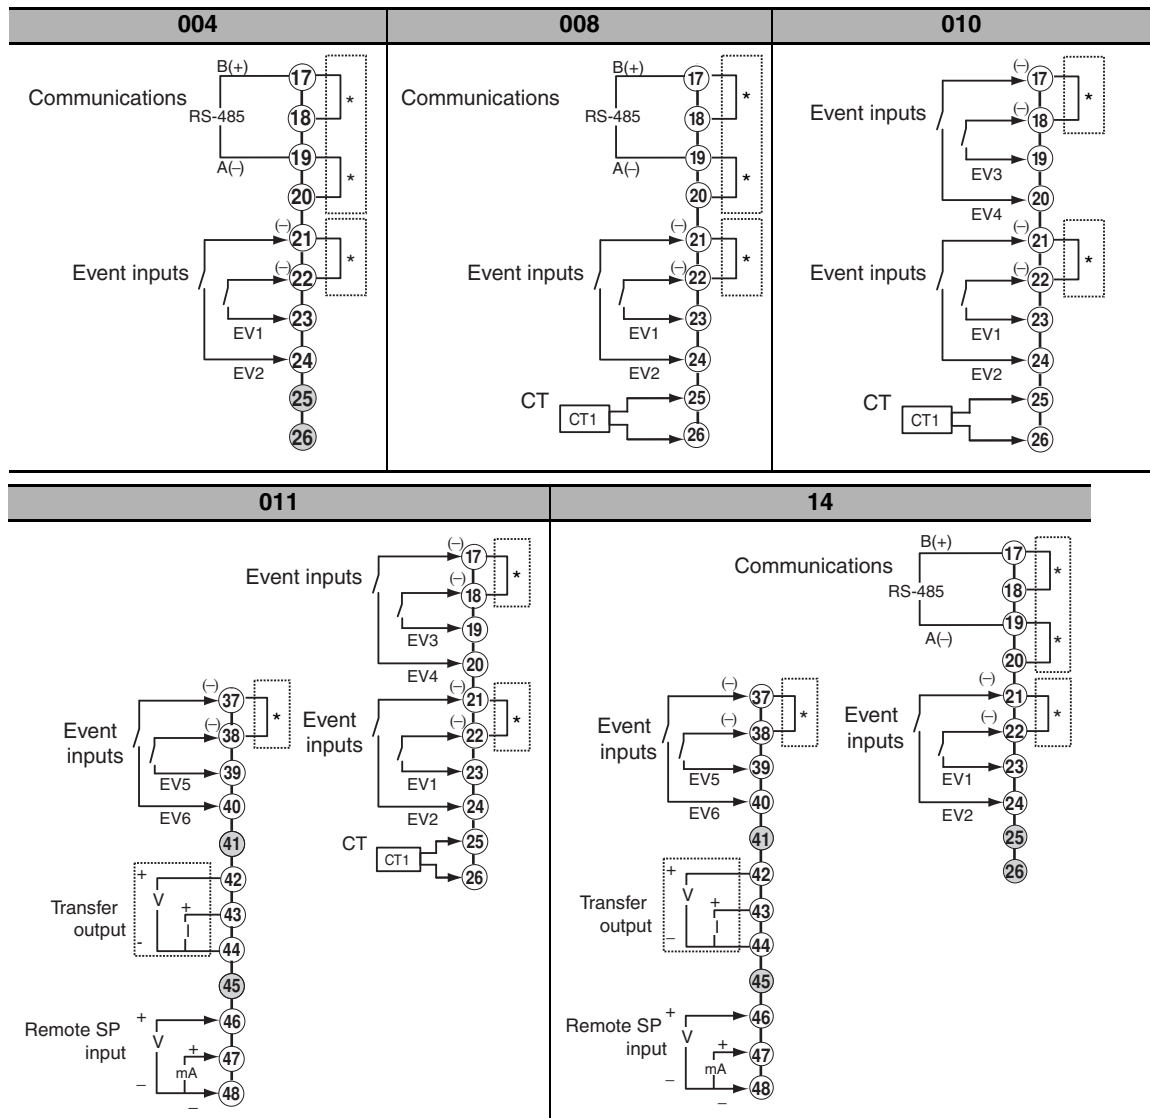 004
B(+)
17
Communications
*
RS-485
18
19
A(–)
*
20
(–)
21
Event inputs
(–)
*
22
23
EV1
24
EV2
25
26
008
B(+)
17
Communications
*
RS-485
18
19
A(–)
*
20
(–)
21
Event inputs
(–)
*
22
23
EV1
24
EV2
CT
25
CT1
26
010
(–)
17
Event inputs
(–)
*
18
19
EV3
20
EV4
(–)
21
Event inputs
(–)
*
22
23
EV1
24
EV2
CT
25
CT1
26
011
(–)
17
Event inputs
(–)
*
18
19
EV3
20
EV4
(–)
21
Event
inputs
(–)
*
22
23
EV1
24
EV2
CT
25
CT1
26
(–)
37
Event
inputs
(–)
*
38
39
EV5
40
EV6
41
+
42
V
Transfer
output
+
43
I
-
44
45
+
46
Remote SP
input
V
+
47
mA
–
48
–
14
B(+)
17
Communications
*
RS-485
18
19
A(–)
*
20
(–)
21
Event
inputs
(–)
*
22
23
EV1
24
EV2
25
26
(–)
37
Event
inputs
(–)
*
38
39
EV5
40
EV6
41
+
42
V
Transfer
output
+
43
I
–
44
45
+
46
Remote SP
input
V
+
47
mA
–
48
–